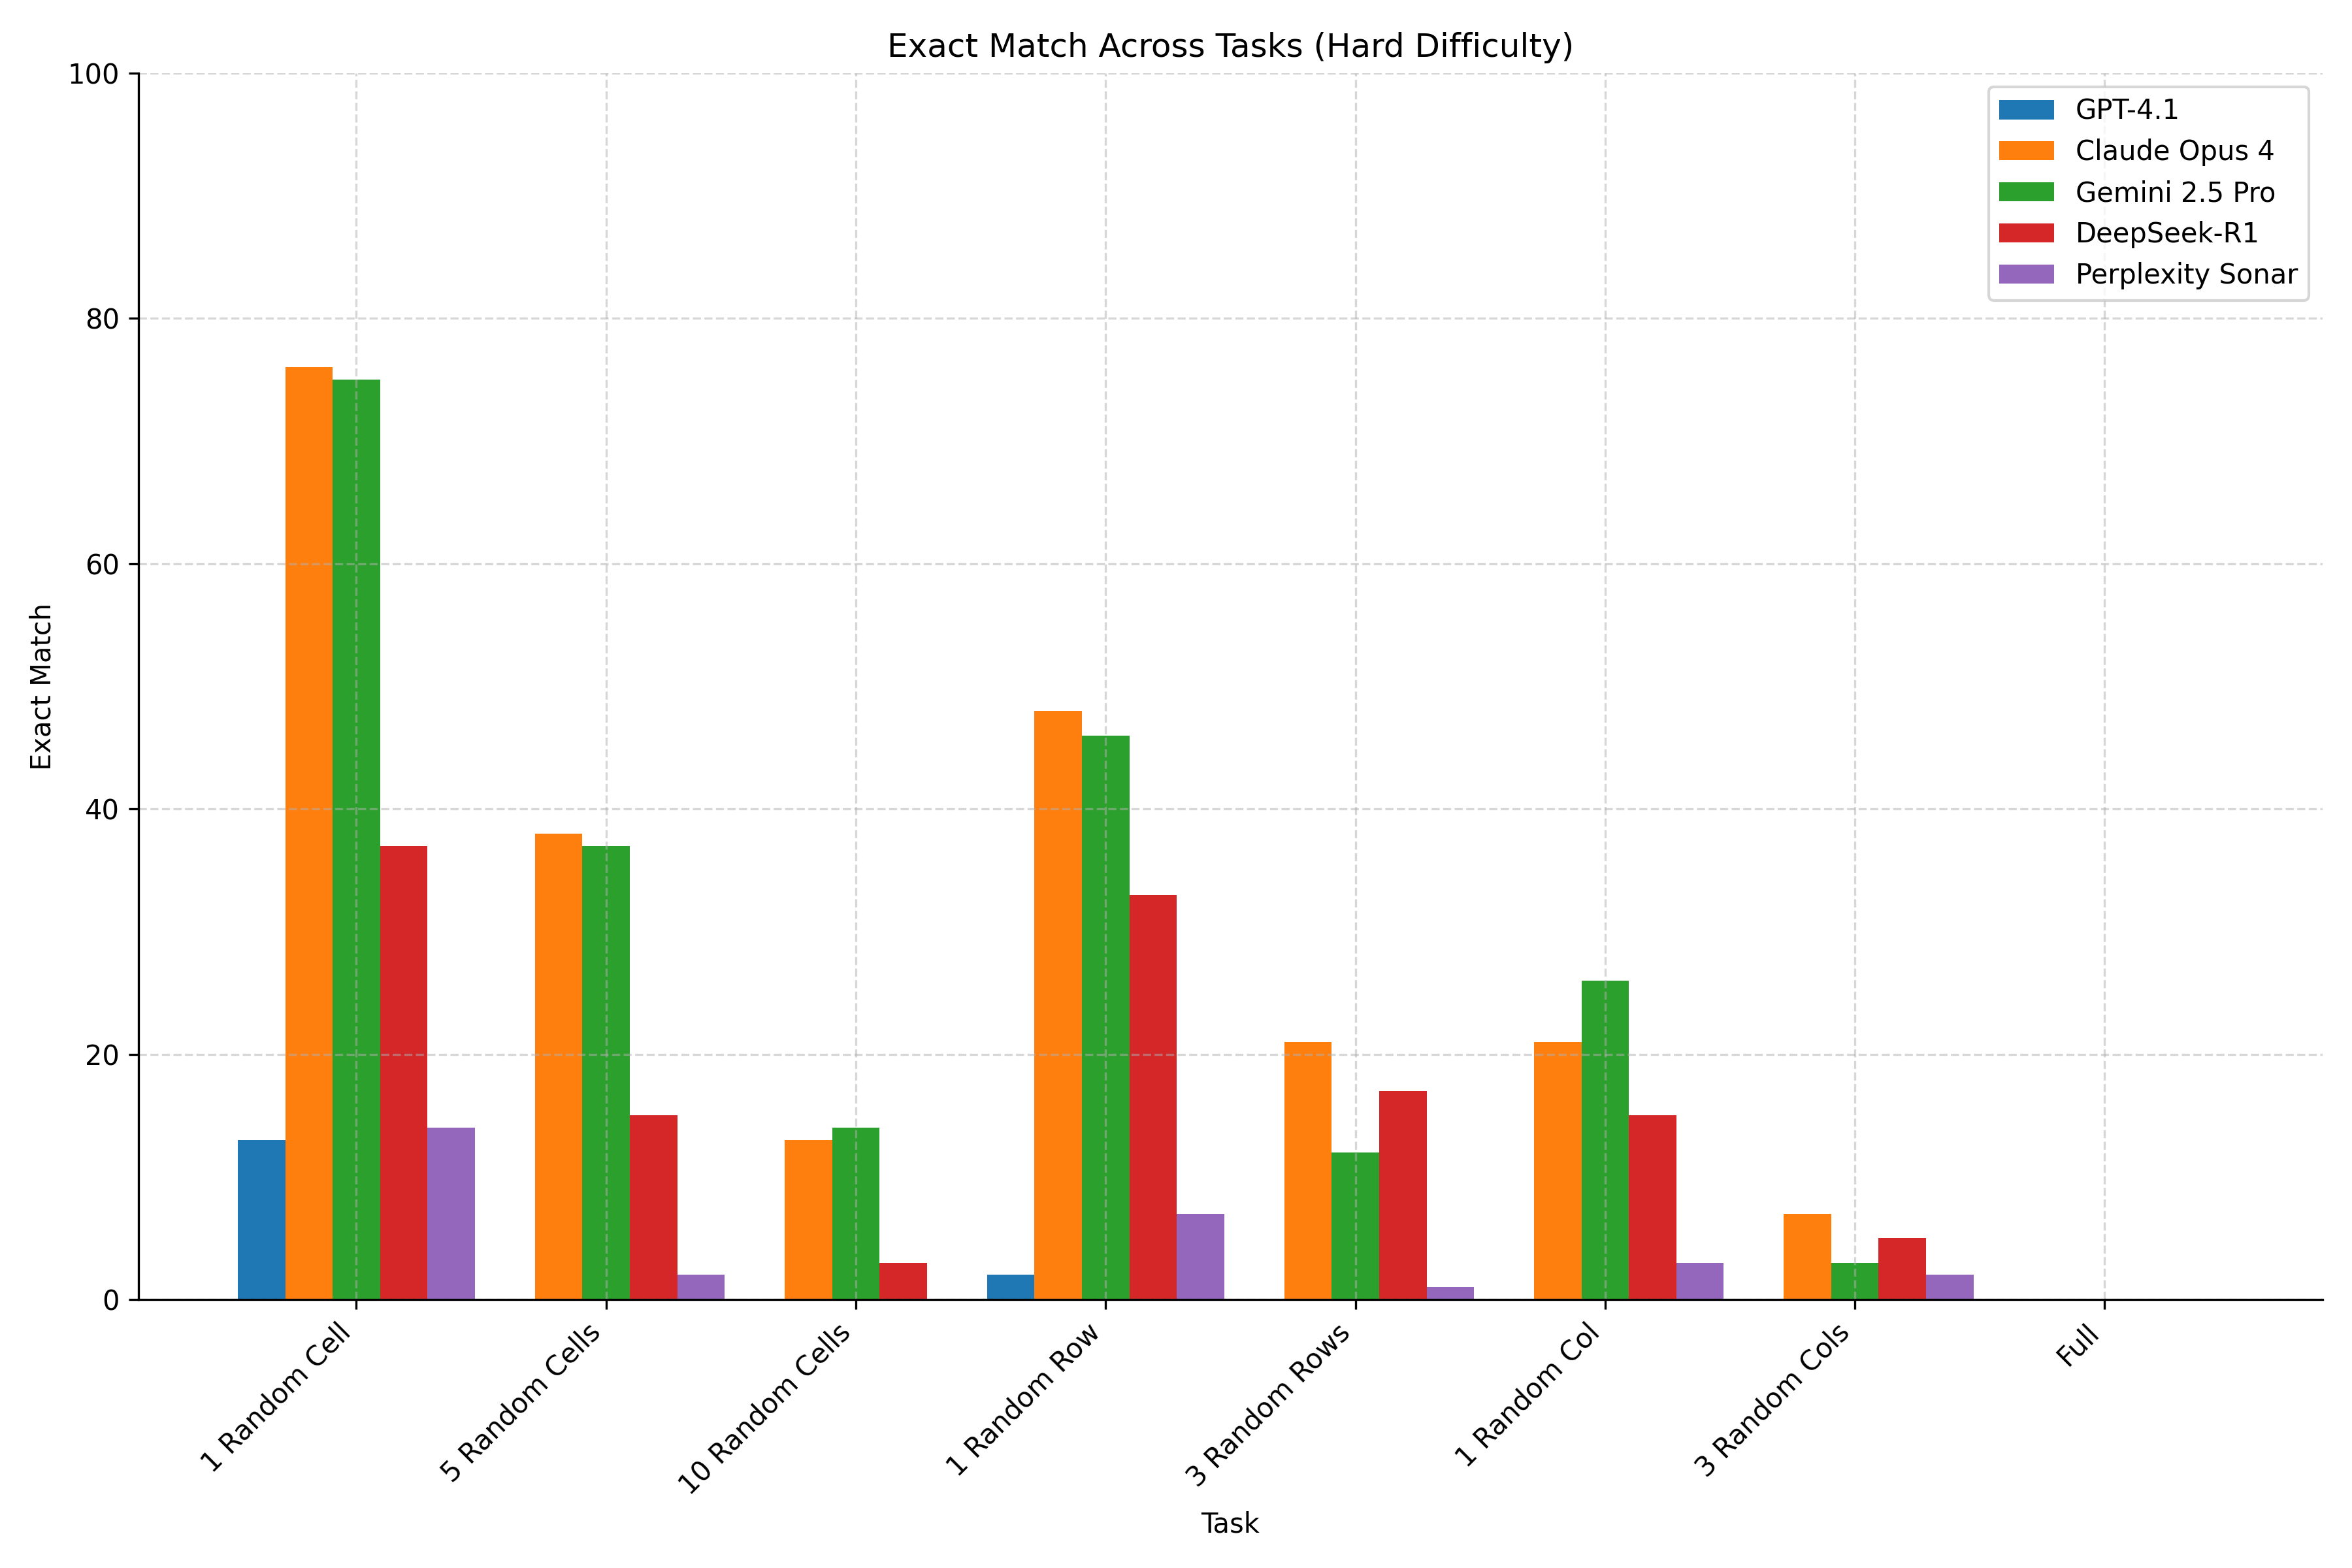 Exact Match Across Tasks (Hard Difficulty)
100
80
60
40
20
0
Exact Match
GPT-4.1
Claude Opus 4
Gemini 2.5 Pro
DeepSeek-R1
Perplexity Sonar
1 Random Cell
5 Random Cells
10 Random Cells
1 Random Row
3 Random Rows
1 Random Col
3 Random Cols
Full
Task